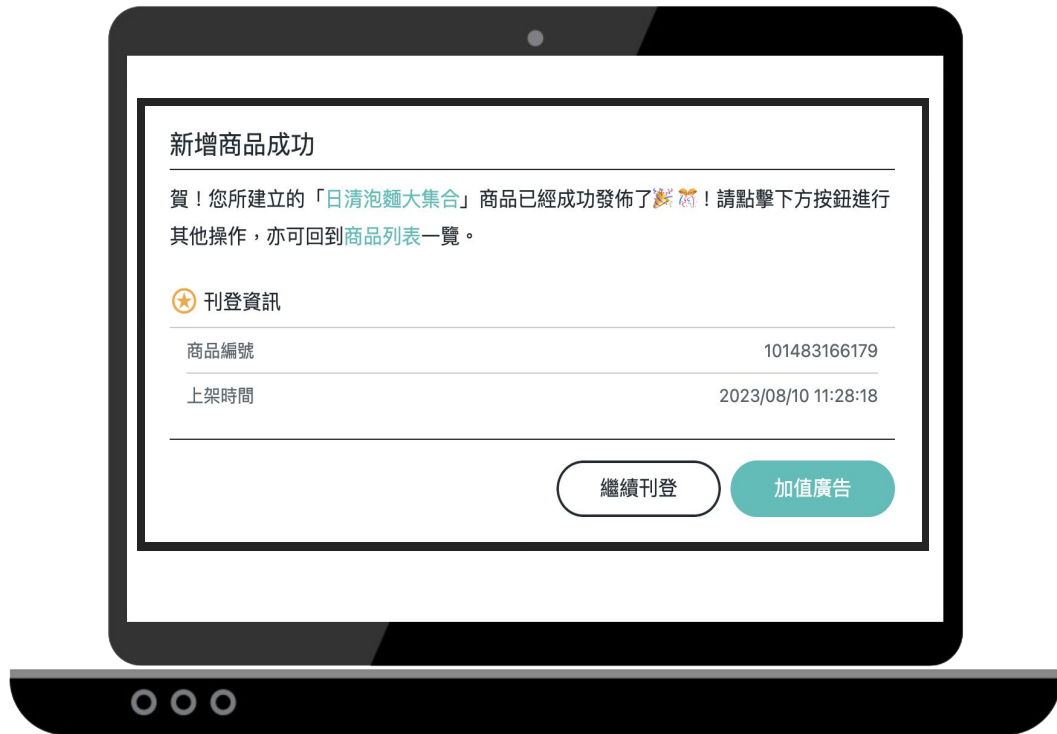 新增商品成功
賀！您所建立的「日清泡麵大集合」商品已經成功發佈了🎉🎊！請點擊下方按鈕進行
其他操作，亦可回到商品列表一覽。
刊登資訊
商品編號 101483166179
上架時間 2023/08/10 11:28:18
繼續刊登 加值廣告